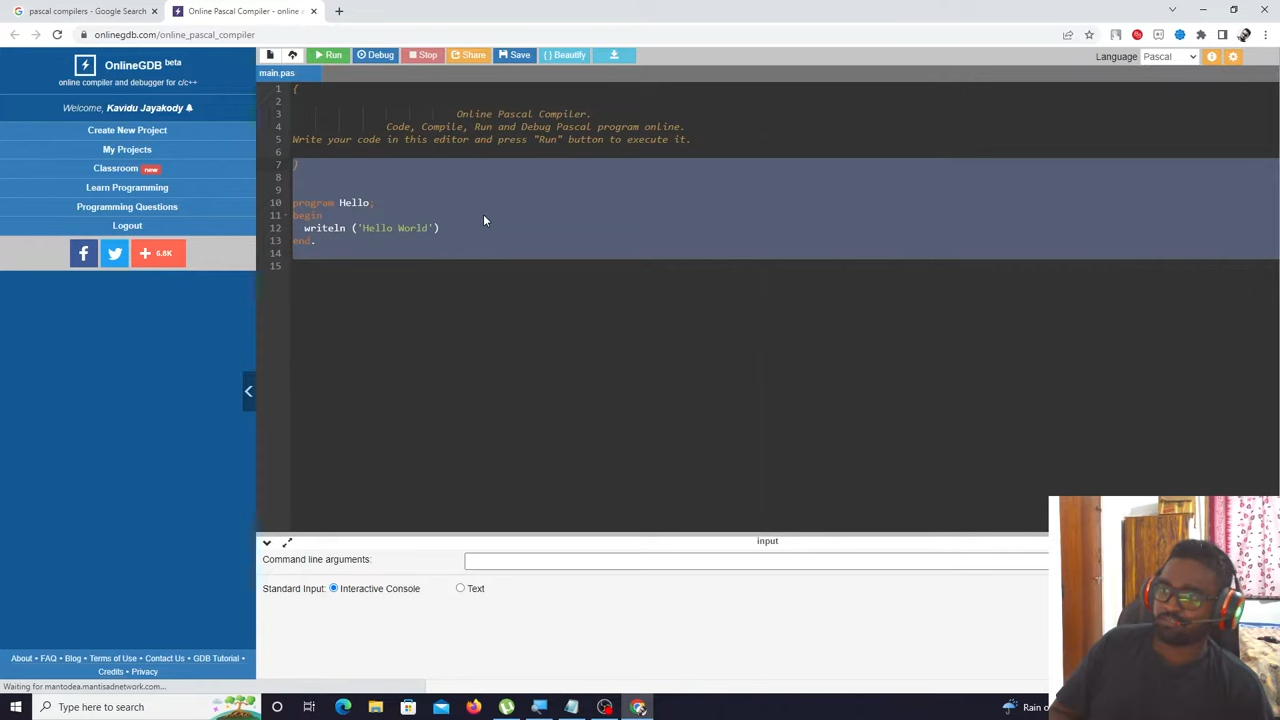 pascal compilers - Google Search
Online Pascal Compiler - online
onlinegdb.com/online_pascal_compiler
OnlineGDB beta
online compiler and debugger for c/c++
Welcome, Kavidu Jayakody
Create New Project
My Projects
Classroom new
Learn Programming
Programming Questions
Logout
6.8K
Run
Debug
Stop
Share
Save
{ } Beautify
Language
Pascal
main.pas
1 {
2
3 Online Pascal Compiler.
4 Code, Compile, Run and Debug Pascal program online.
5 Write your code in this editor and press "Run" button to execute it.
6
7 }
8
9
10 program Hello;
11 begin
12 writeln ('Hello World')
13 end.
14
15
input
Command line arguments:
Standard Input: Interactive Console Text
About • FAQ • Blog • Terms of Use • Contact Us • GDB Tutorial •
Credits • Privacy
Waiting for mantodea.mantisadnetwork.com...
Type here to search
Rain o